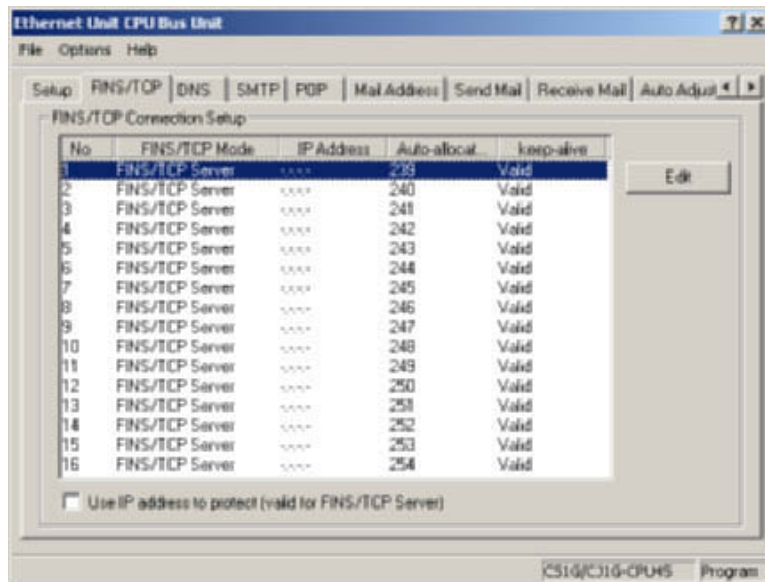 Ethernet Unit CPU Bus Unit
File Options Help
Setup FINS/TCP DNS SMTP POP Mail Address Send Mail Receive Mail Auto Adjust
FINS/TCP Connection Setup
No FINS/TCP Mode IP Address Auto-allocat... keep-alive
1 FINS/TCP Server -.-.-.- 239 Valid
2 FINS/TCP Server -.-.-.- 240 Valid
3 FINS/TCP Server -.-.-.- 241 Valid
4 FINS/TCP Server -.-.-.- 242 Valid
5 FINS/TCP Server -.-.-.- 243 Valid
6 FINS/TCP Server -.-.-.- 244 Valid
7 FINS/TCP Server -.-.-.- 245 Valid
8 FINS/TCP Server -.-.-.- 246 Valid
9 FINS/TCP Server -.-.-.- 247 Valid
10 FINS/TCP Server -.-.-.- 248 Valid
11 FINS/TCP Server -.-.-.- 249 Valid
12 FINS/TCP Server -.-.-.- 250 Valid
13 FINS/TCP Server -.-.-.- 251 Valid
14 FINS/TCP Server -.-.-.- 252 Valid
15 FINS/TCP Server -.-.-.- 253 Valid
16 FINS/TCP Server -.-.-.- 254 Valid
Edit
Use IP address to protect (valid for FINS/TCP Server)
CS1G/CJ1G-CPU45 Program